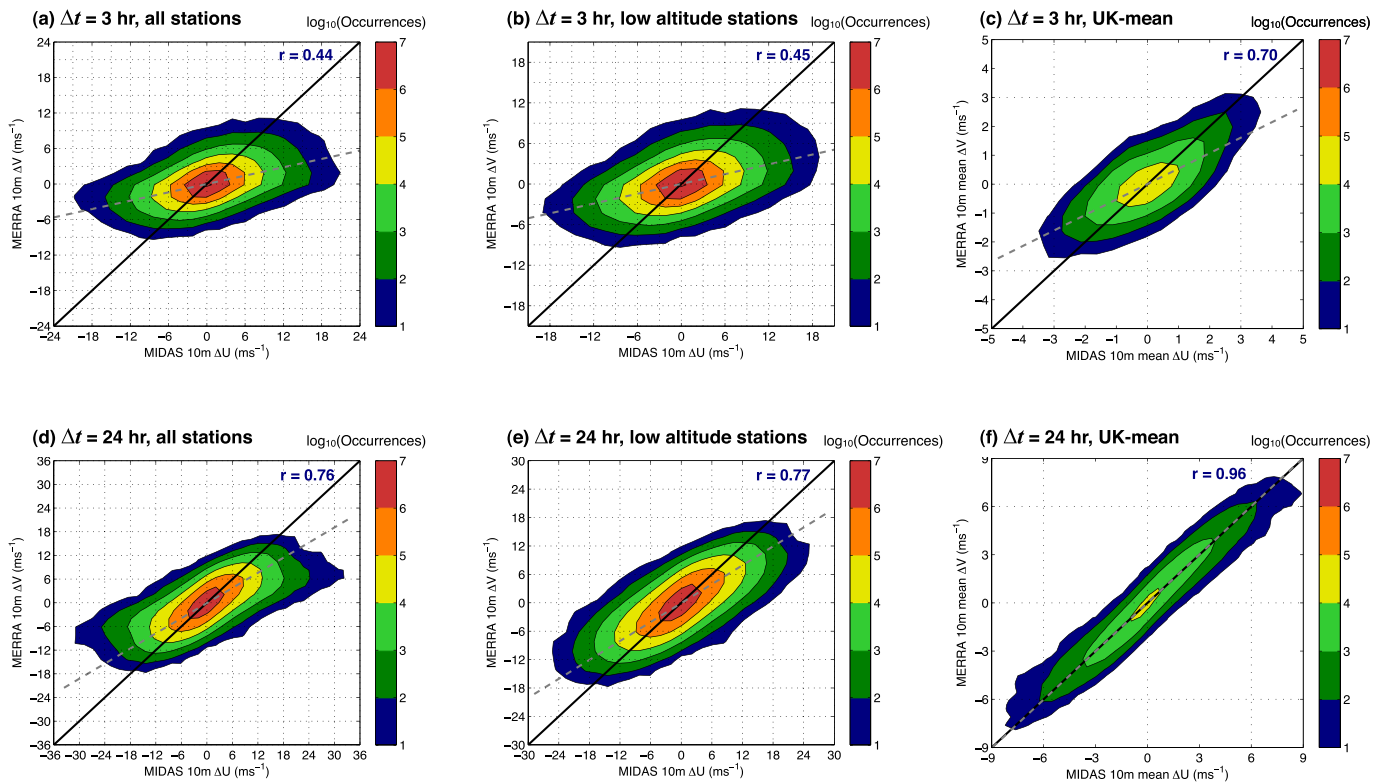 (a) Δt = 3 hr, all stations
log₁₀(Occurrences)
r = 0.44
24
18
12
6
0
−6
−12
−18
−24
−24 −18 −12 −6 0 6 12 18 24
MERRA 10m ΔV (ms⁻¹)
MIDAS 10m ΔU (ms⁻¹)
7
6
5
4
3
2
1
(b) Δt = 3 hr, low altitude stations
log₁₀(Occurrences)
r = 0.45
18
12
6
0
−6
−12
−18
−18 −12 −6 0 6 12 18
MERRA 10m ΔV (ms⁻¹)
MIDAS 10m ΔU (ms⁻¹)
7
6
5
4
3
2
1
(c) Δt = 3 hr, UK-mean
log₁₀(Occurrences)
r = 0.70
5
4
3
2
1
0
−1
−2
−3
−4
−5
−5 −4 −3 −2 −1 0 1 2 3 4 5
MERRA 10m mean ΔV (ms⁻¹)
MIDAS 10m mean ΔU (ms⁻¹)
7
6
5
4
3
2
1
(d) Δt = 24 hr, all stations
log₁₀(Occurrences)
r = 0.76
36
30
24
18
12
6
0
−6
−12
−18
−24
−30
−36
−36 −30 −24 −18 −12 −6 0 6 12 18 24 30 36
MERRA 10m ΔV (ms⁻¹)
MIDAS 10m ΔU (ms⁻¹)
7
6
5
4
3
2
1
(e) Δt = 24 hr, low altitude stations
log₁₀(Occurrences)
r = 0.77
30
24
18
12
6
0
−6
−12
−18
−24
−30
−30 −24 −18 −12 −6 0 6 12 18 24 30
MERRA 10m ΔV (ms⁻¹)
MIDAS 10m ΔU (ms⁻¹)
7
6
5
4
3
2
1
(f) Δt = 24 hr, UK-mean
log₁₀(Occurrences)
r = 0.96
9
6
3
0
−3
−6
−9
−9 −6 −3 0 3 6 9
MERRA 10m mean ΔV (ms⁻¹)
MIDAS 10m mean ΔU (ms⁻¹)
7
6
5
4
3
2
1